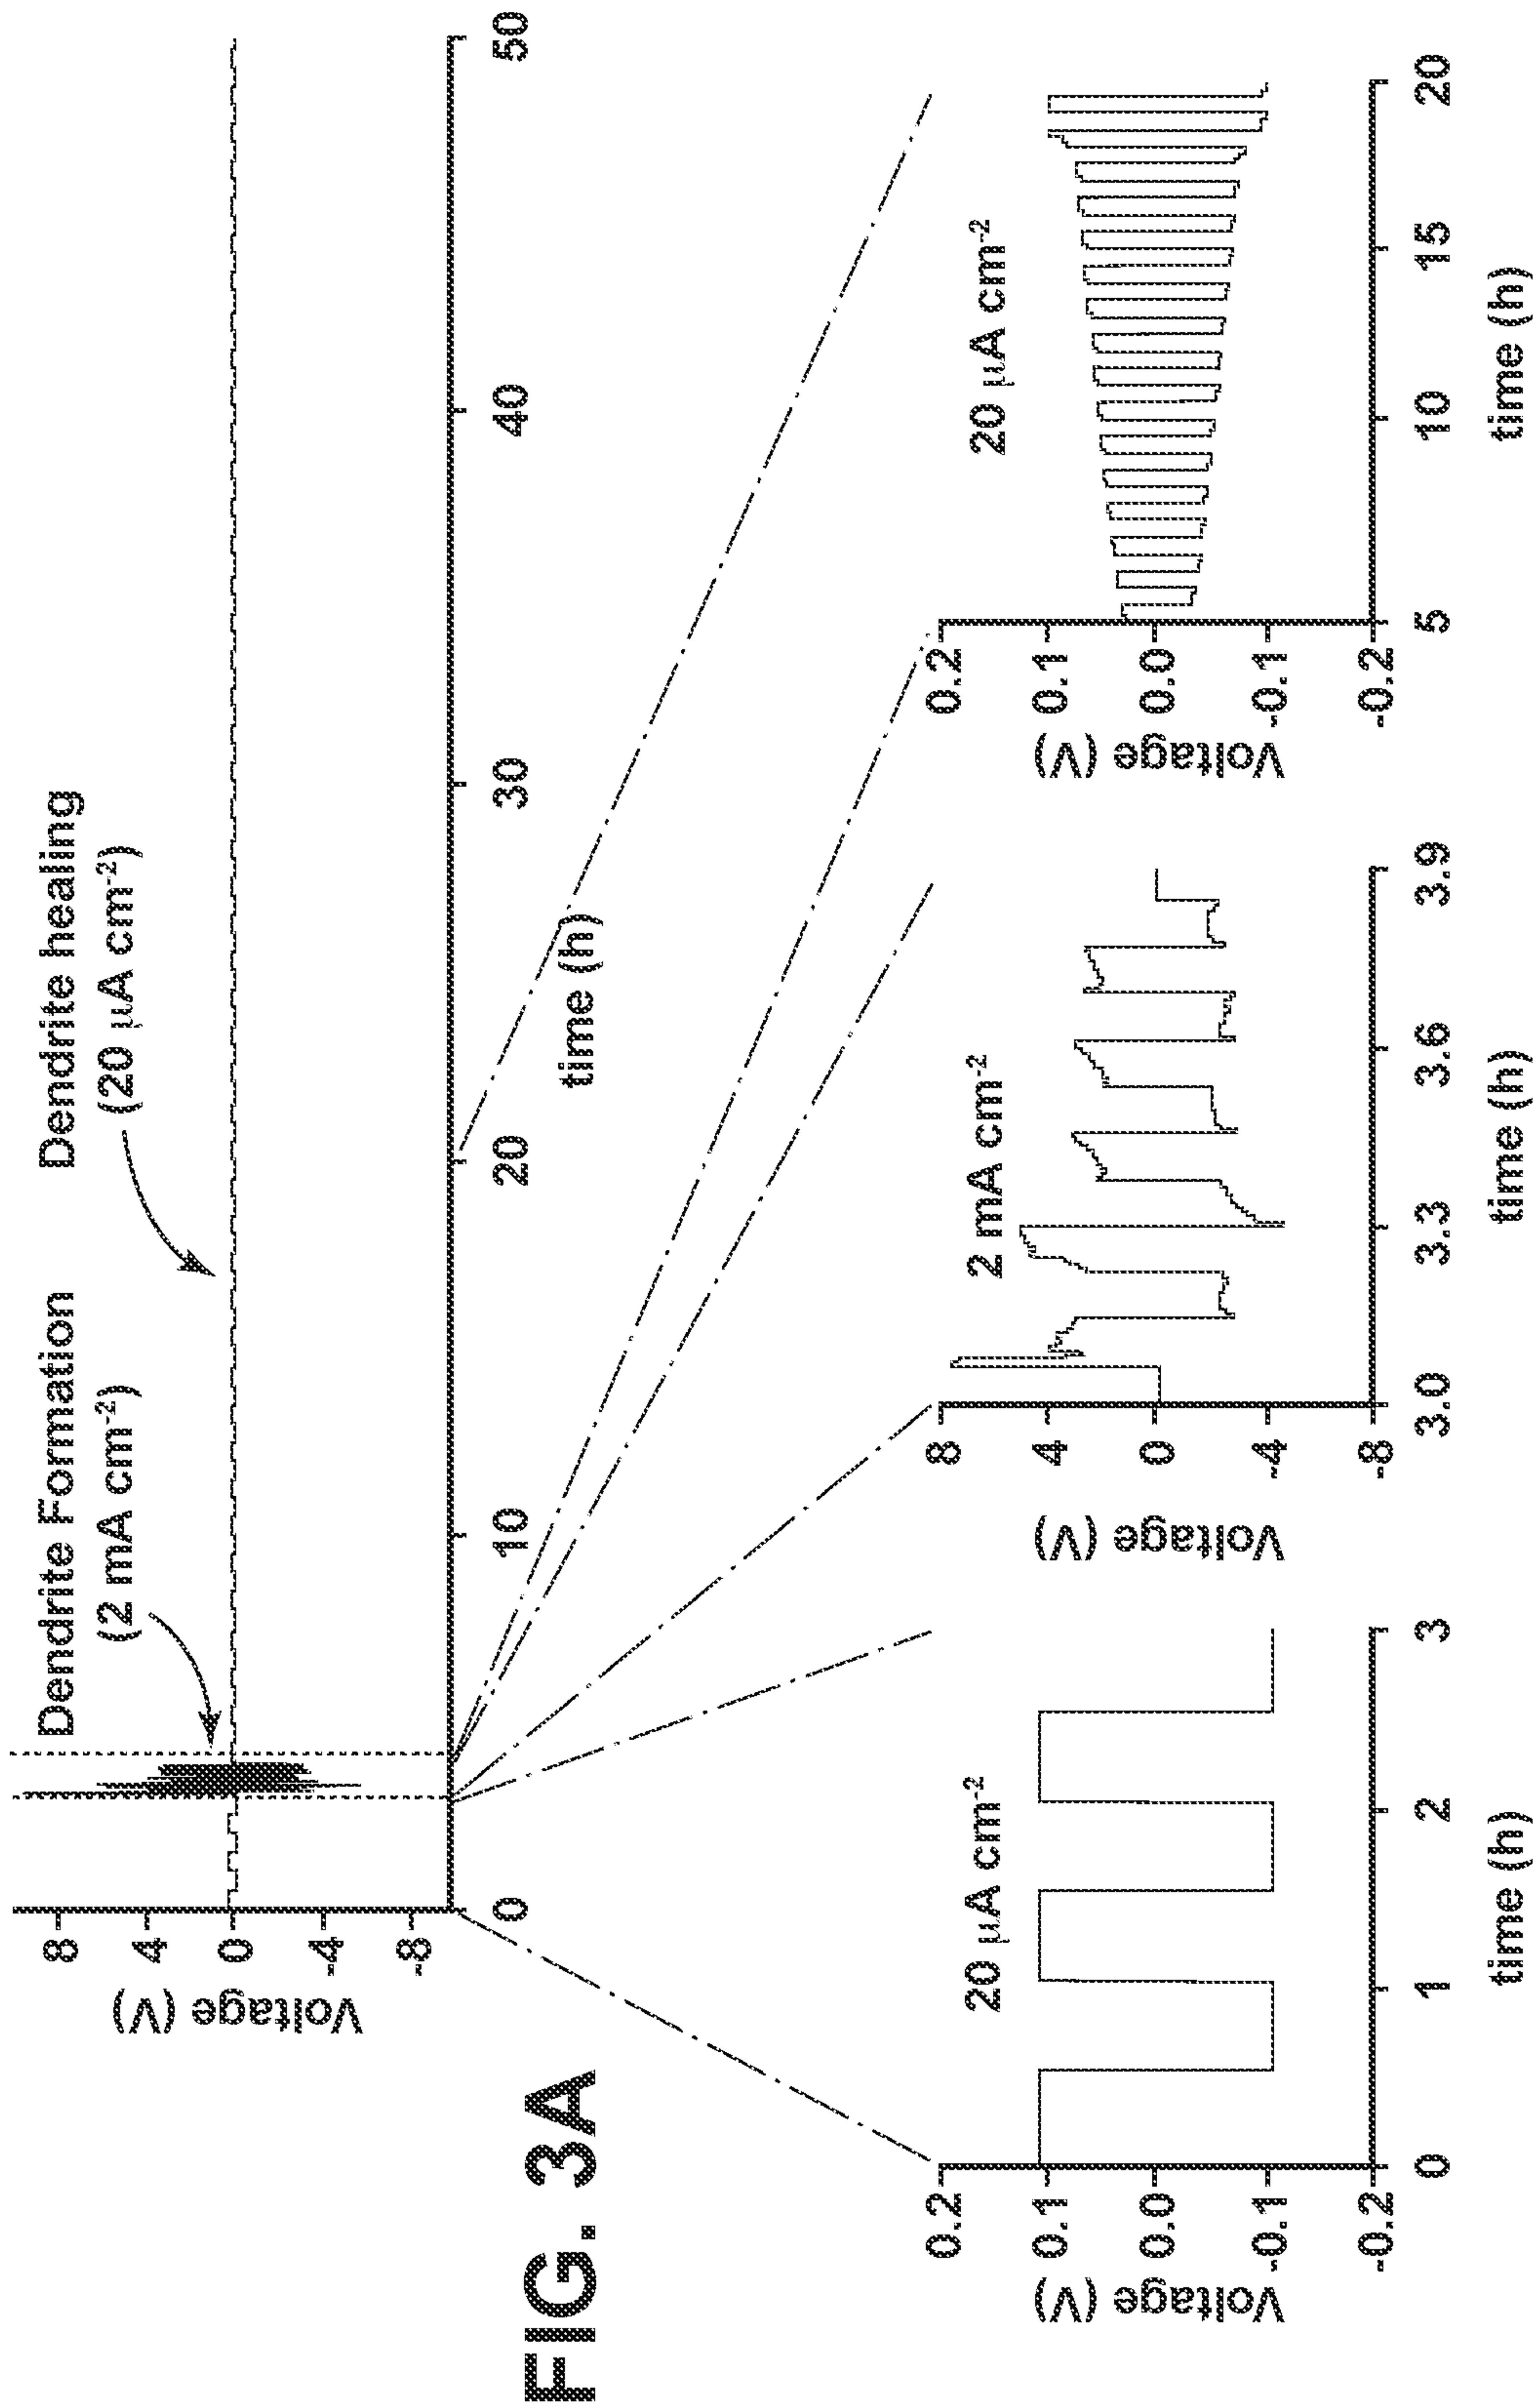 Dendrite Formation
(2 mA cm-2)
Dendrite healing
(20 μA cm-2)
Voltage (V)
8
4
0
-4
-8
0
10
20
30
40
50
time (h)
FIG. 3A
20 μA cm-2
Voltage (V)
0.2
0.1
0.0
-0.1
-0.2
0
1
2
3
time (h)
2 mA cm-2
Voltage (V)
8
4
0
-4
-8
3.0
3.3
3.6
3.9
time (h)
20 μA cm-2
Voltage (V)
0.2
0.1
0.0
-0.1
-0.2
5
10
15
20
time (h)